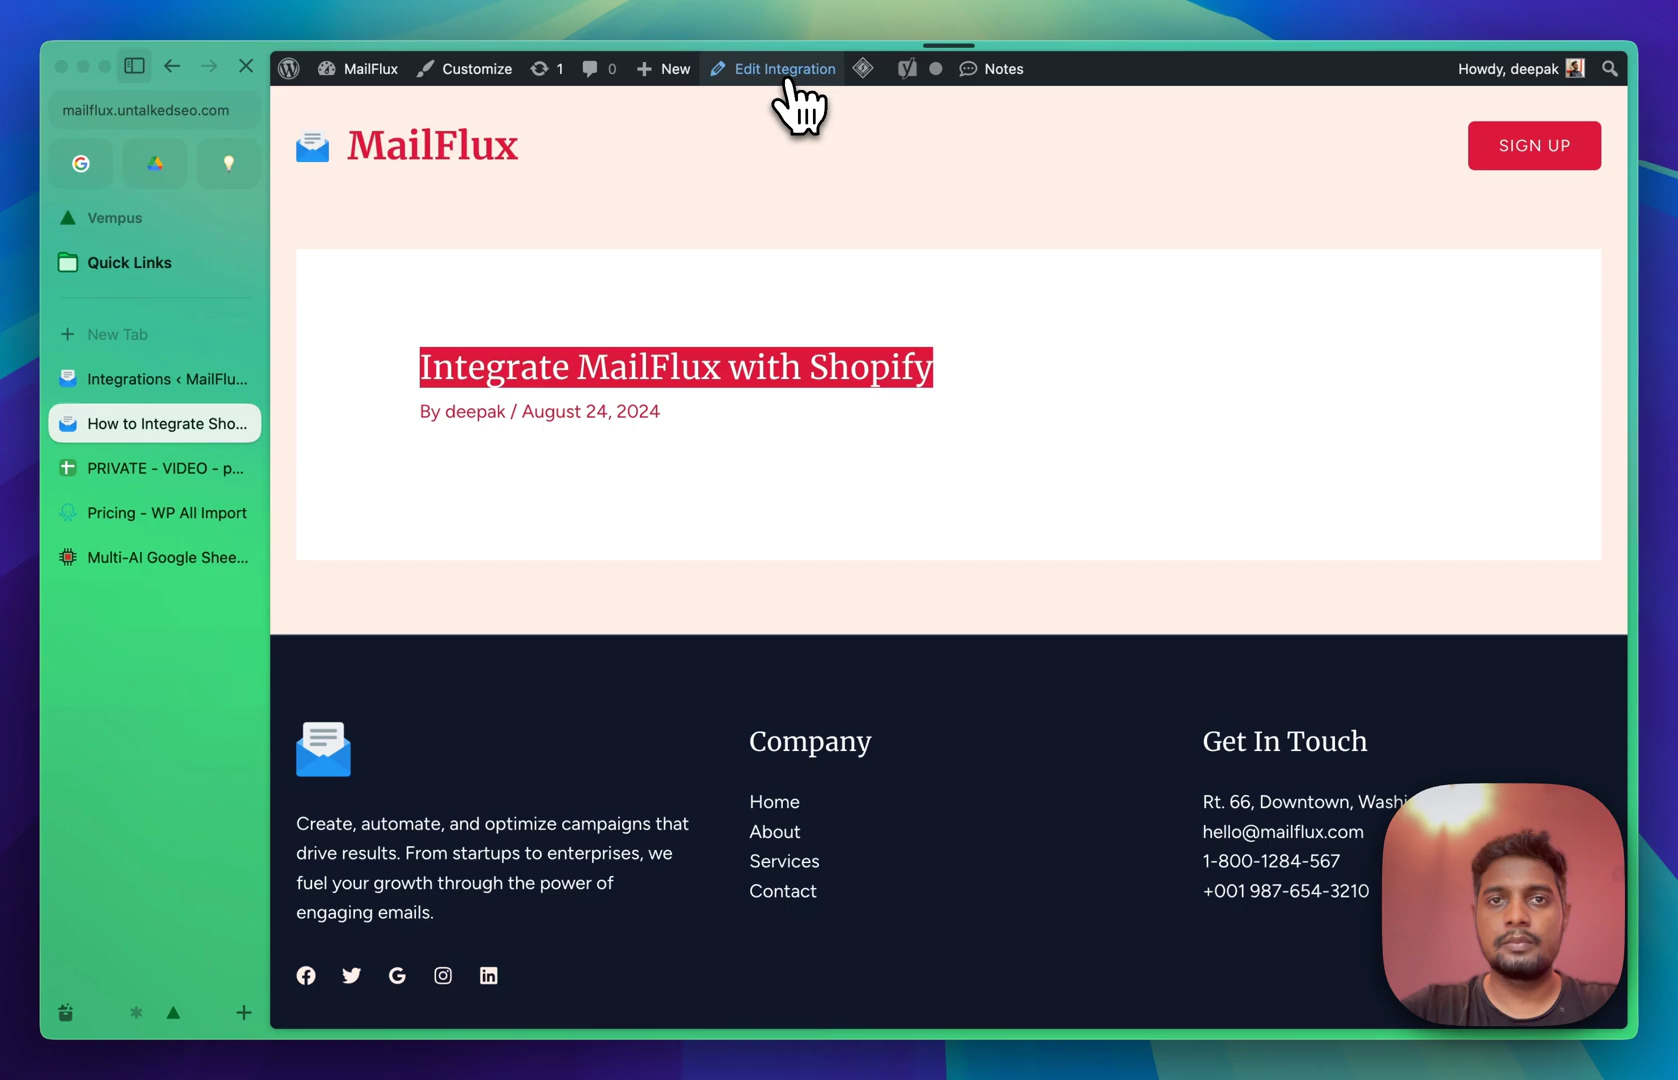 MailFlux
Customize
1
0
New
Edit Integration
Notes
Howdy, deepak
mailflux.untalkedseo.com
Vempus
Quick Links
New Tab
Integrations ‹ MailFlu...
How to Integrate Sho...
PRIVATE - VIDEO - p...
Pricing - WP All Import
Multi-AI Google Shee...
MailFlux
SIGN UP
Integrate MailFlux with Shopify
By deepak / August 24, 2024
Create, automate, and optimize campaigns that
drive results. From startups to enterprises, we
fuel your growth through the power of
engaging emails.
Company
Home
About
Services
Contact
Get In Touch
Rt. 66, Downtown, Washi
hello@mailflux.com
1-800-1284-567
+001 987-654-3210